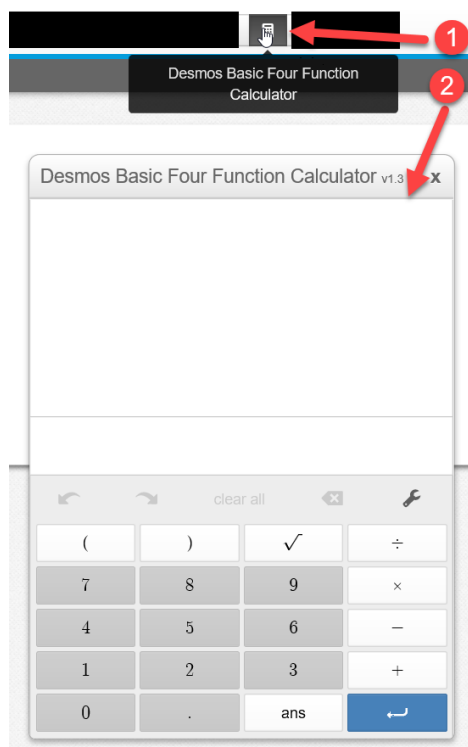 1
Desmos Basic Four Function
Calculator
2
Desmos Basic Four Function Calculator v1.3 x
clear all
( ) √ ÷
7 8 9 ×
4 5 6 −
1 2 3 +
0 . ans